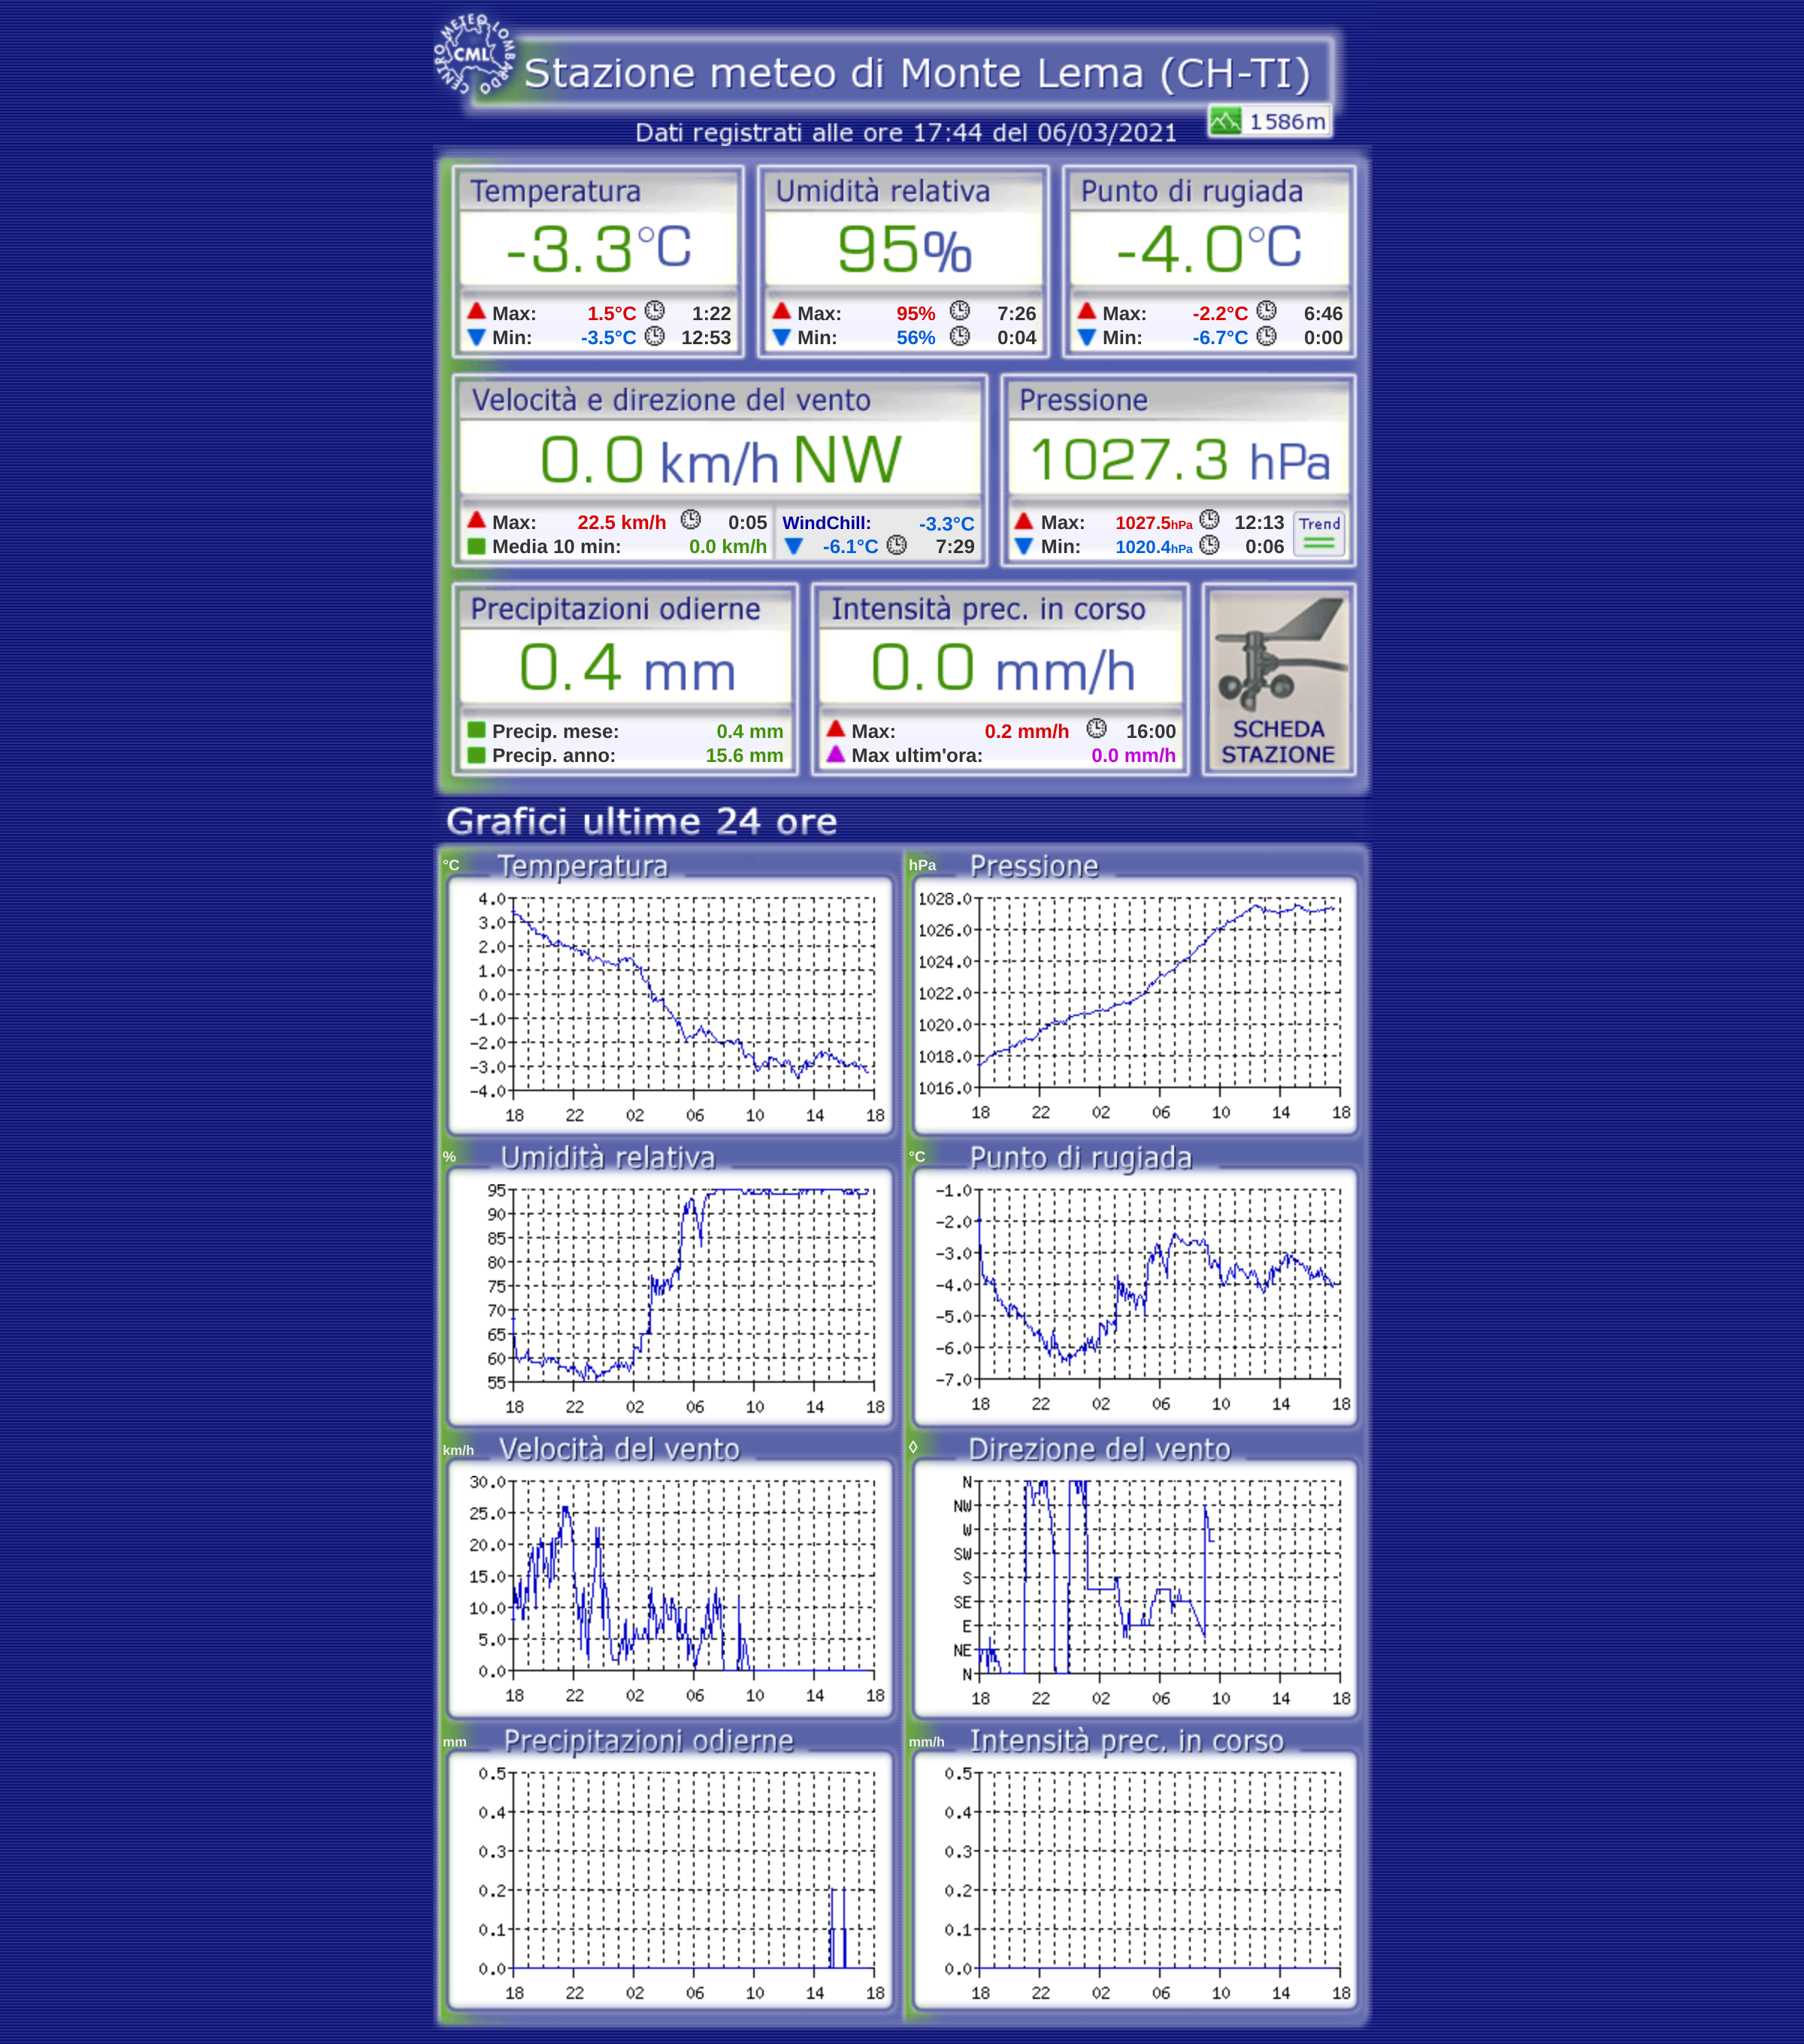 CENTRO METEO LOMBARDO
CML
Stazione meteo di Monte Lema (CH-TI)
1586m
Dati registrati alle ore 17:44 del 06/03/2021
Temperatura
-3.3°C
Max: 1.5°C 1:22
Min: -3.5°C 12:53
Umidità relativa
95%
Max: 95% 7:26
Min: 56% 0:04
Punto di rugiada
-4.0°C
Max: -2.2°C 6:46
Min: -6.7°C 0:00
Velocità e direzione del vento
0.0 km/h NW
Max: 22.5 km/h 0:05
Media 10 min: 0.0 km/h
WindChill: -3.3°C
-6.1°C 7:29
Pressione
1027.3 hPa
Max: 1027.5hPa 12:13
Min: 1020.4hPa 0:06
Trend
Precipitazioni odierne
0.4 mm
Precip. mese: 0.4 mm
Precip. anno: 15.6 mm
Intensità prec. in corso
0.0 mm/h
Max: 0.2 mm/h 16:00
Max ultim'ora: 0.0 mm/h
SCHEDA
STAZIONE
Grafici ultime 24 ore
°C Temperatura
4.0
3.0
2.0
1.0
0.0
-1.0
-2.0
-3.0
-4.0
18 22 02 06 10 14 18
hPa Pressione
1028.0
1026.0
1024.0
1022.0
1020.0
1018.0
1016.0
18 22 02 06 10 14 18
% Umidità relativa
95
90
85
80
75
70
65
60
55
18 22 02 06 10 14 18
°C Punto di rugiada
-1.0
-2.0
-3.0
-4.0
-5.0
-6.0
-7.0
18 22 02 06 10 14 18
km/h Velocità del vento
30.0
25.0
20.0
15.0
10.0
5.0
0.0
18 22 02 06 10 14 18
◊ Direzione del vento
N
NW
W
SW
S
SE
E
NE
N
18 22 02 06 10 14 18
mm Precipitazioni odierne
0.5
0.4
0.3
0.2
0.1
0.0
18 22 02 06 10 14 18
mm/h Intensità prec. in corso
0.5
0.4
0.3
0.2
0.1
0.0
18 22 02 06 10 14 18